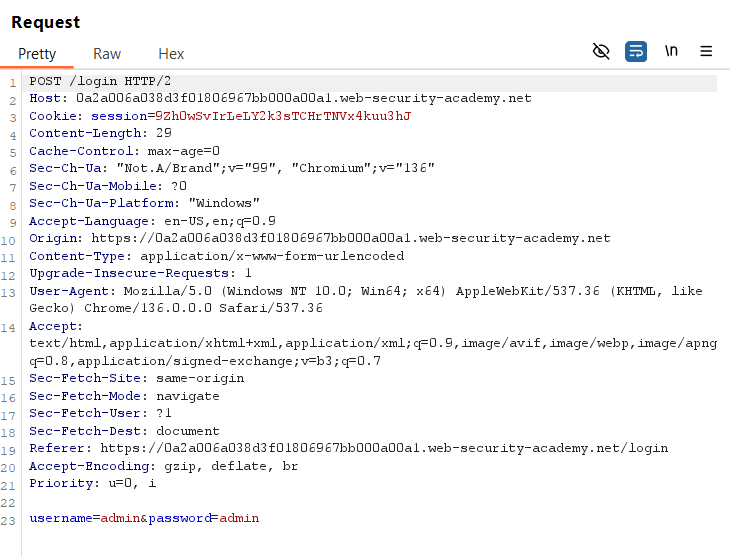 Request
Pretty Raw Hex \n
1 POST /login HTTP/2
2 Host: 0a2a006a038d3f01806967bb000a00a1.web-security-academy.net
3 Cookie: session=9ZhOwSvIrLeLY2k3sTCHrTNVx4kuu3hJ
4 Content-Length: 29
5 Cache-Control: max-age=0
6 Sec-Ch-Ua: "Not.A/Brand";v="99", "Chromium";v="136"
7 Sec-Ch-Ua-Mobile: ?0
8 Sec-Ch-Ua-Platform: "Windows"
9 Accept-Language: en-US,en;q=0.9
10 Origin: https://0a2a006a038d3f01806967bb000a00a1.web-security-academy.net
11 Content-Type: application/x-www-form-urlencoded
12 Upgrade-Insecure-Requests: 1
13 User-Agent: Mozilla/5.0 (Windows NT 10.0; Win64; x64) AppleWebKit/537.36 (KHTML, like
Gecko) Chrome/136.0.0.0 Safari/537.36
14 Accept:
text/html,application/xhtml+xml,application/xml;q=0.9,image/avif,image/webp,image/apng
q=0.8,application/signed-exchange;v=b3;q=0.7
15 Sec-Fetch-Site: same-origin
16 Sec-Fetch-Mode: navigate
17 Sec-Fetch-User: ?1
18 Sec-Fetch-Dest: document
19 Referer: https://0a2a006a038d3f01806967bb000a00a1.web-security-academy.net/login
20 Accept-Encoding: gzip, deflate, br
21 Priority: u=0, i
22
23 username=admin&password=admin